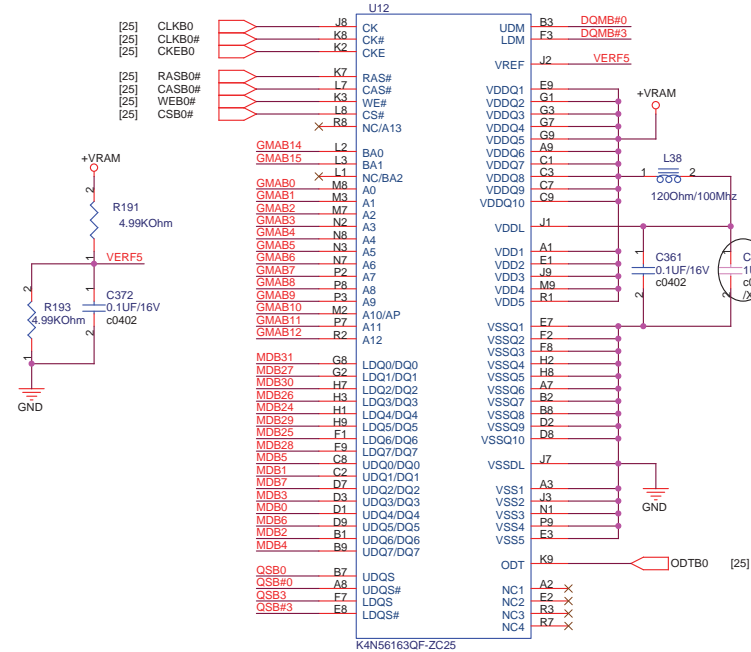 U12
[25] CLKB0 J8 CK
[25] CLKB0# K8 CK#
[25] CKEB0 K2 CKE
[25] RASB0# K7 RAS#
[25] CASB0# L7 CAS#
[25] WEB0# K3 WE#
[25] CSB0# L8 CS#
R8 NC/A13
GMAB14 L2 BA0
GMAB15 L3 BA1
L1 NC/BA2
GMAB0 M8 A0
GMAB1 M3 A1
GMAB2 M7 A2
GMAB3 N2 A3
GMAB4 N8 A4
GMAB5 N3 A5
GMAB6 N7 A6
GMAB7 P2 A7
GMAB8 P8 A8
GMAB9 P3 A9
GMAB10 M2 A10/AP
GMAB11 P7 A11
GMAB12 R2 A12
MDB31 G8 LDQ0/DQ0
MDB27 G2 LDQ1/DQ1
MDB30 H7 LDQ2/DQ2
MDB26 H3 LDQ3/DQ3
MDB24 H1 LDQ4/DQ4
MDB29 H9 LDQ5/DQ5
MDB25 F1 LDQ6/DQ6
MDB28 F9 LDQ7/DQ7
MDB5 C8 UDQ0/DQ0
MDB1 C2 UDQ1/DQ1
MDB7 D7 UDQ2/DQ2
MDB3 D3 UDQ3/DQ3
MDB0 D1 UDQ4/DQ4
MDB6 D9 UDQ5/DQ5
MDB2 B1 UDQ6/DQ6
MDB4 B9 UDQ7/DQ7
QSB0 B7 UDQS
QSB#0 A8 UDQS#
QSB3 F7 LDQS
QSB#3 E8 LDQS#
K4N56163QF-ZC25
UDM B3 DQMB#0
LDM F3 DQMB#3
VREF J2 VERF5
VDDQ1 E9
VDDQ2 G1
VDDQ3 G3
VDDQ4 G7
VDDQ5 G9
VDDQ6 A9
VDDQ7 C1
VDDQ8 C3
VDDQ9 C7
VDDQ10 C9
VDDL J1
VDD1 A1
VDD2 E1
VDD3 J9
VDD4 M9
VDD5 R1
VSSQ1 E7
VSSQ2 F2
VSSQ3 F8
VSSQ4 H2
VSSQ5 H8
VSSQ6 A7
VSSQ7 B2
VSSQ8 B8
VSSQ9 D2
VSSQ10 D8
VSSDL J7
VSS1 A3
VSS2 J3
VSS3 N1
VSS4 P9
VSS5 E3
ODT K9 ODTB0 [25]
NC1 A2
NC2 E2
NC3 R3
NC4 R7
+VRAM
L38
1 2
120Ohm/100Mhz
1
C361
0.1UF/16V
c0402
2
1
C
1U
c0
/X
2
GND
+VRAM
2
R191
4.99KOhm
1
VERF5
2
R193
4.99KOhm
1
1
C372
0.1UF/16V
c0402
2
GND